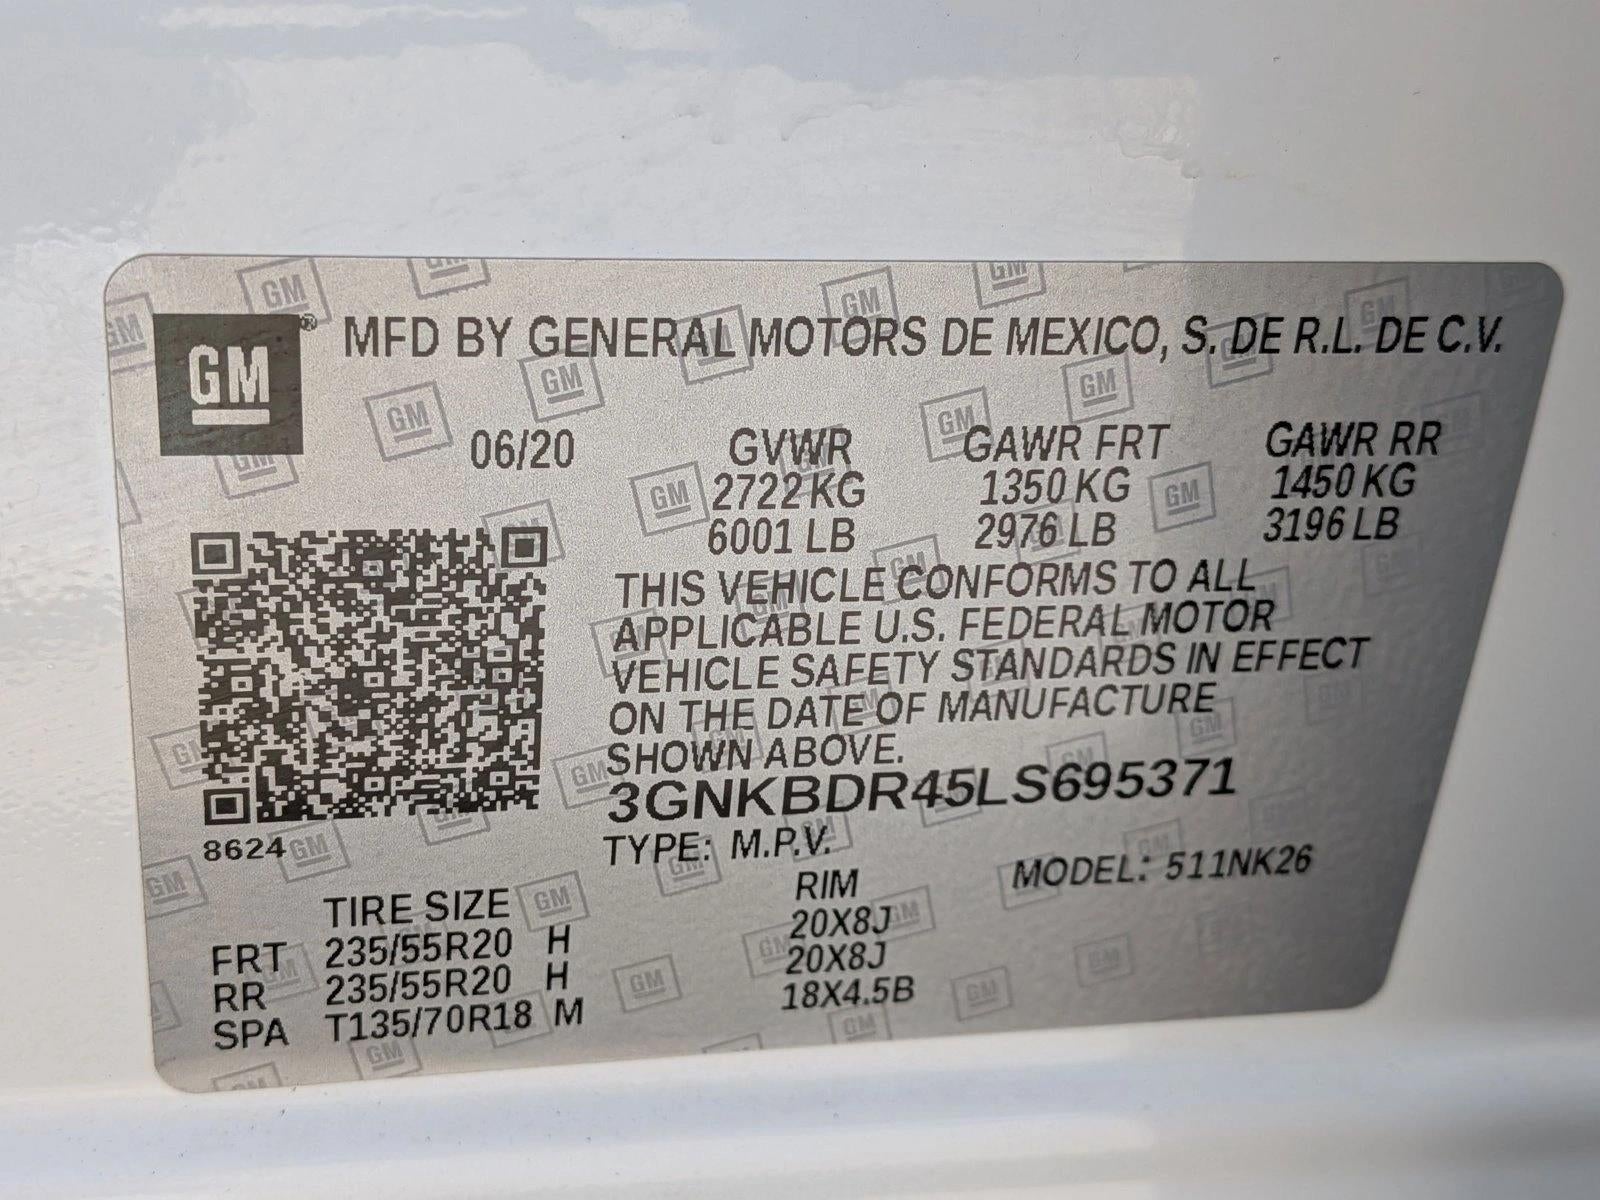 GM ® MFD BY GENERAL MOTORS DE MEXICO, S. DE R.L. DE C.V.
06/20 GVWR GAWR FRT GAWR RR
2722 KG 1350 KG 1450 KG
6001 LB 2976 LB 3196 LB
THIS VEHICLE CONFORMS TO ALL
APPLICABLE U.S. FEDERAL MOTOR
VEHICLE SAFETY STANDARDS IN EFFECT
ON THE DATE OF MANUFACTURE
SHOWN ABOVE.
3GNKBDR45LS695371
8624 TYPE: M.P.V. MODEL: 511NK26
TIRE SIZE RIM
FRT 235/55R20 H 20X8J
RR 235/55R20 H 20X8J
SPA T135/70R18 M 18X4.5B